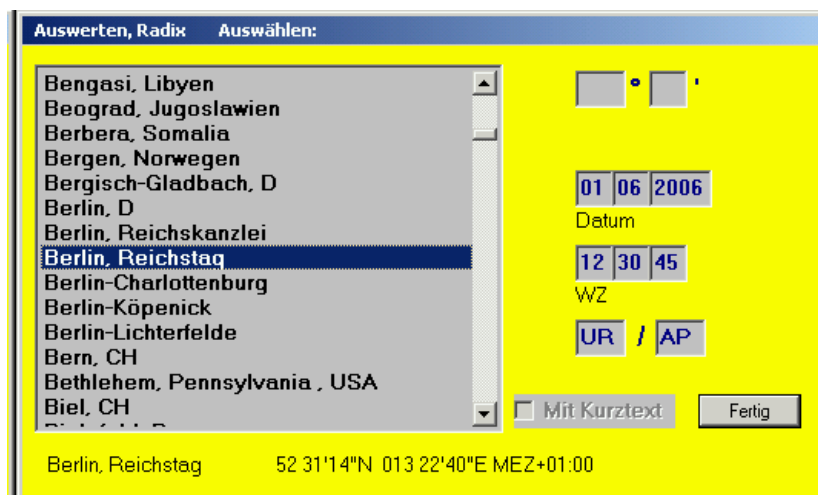 Auswerten, Radix Auswählen:
Bengasi, Libyen
Beograd, Jugoslawien
Berbera, Somalia
Bergen, Norwegen
Bergisch-Gladbach, D
Berlin, D
Berlin, Reichskanzlei
Berlin, Reichstag
Berlin-Charlottenburg
Berlin-Köpenick
Berlin-Lichterfelde
Bern, CH
Bethlehem, Pennsylvania , USA
Biel, CH
° '
01 06 2006
Datum
12 30 45
WZ
UR / AP
Mit Kurztext
Fertig
Berlin, Reichstag 52 31'14"N 013 22'40"E MEZ+01:00